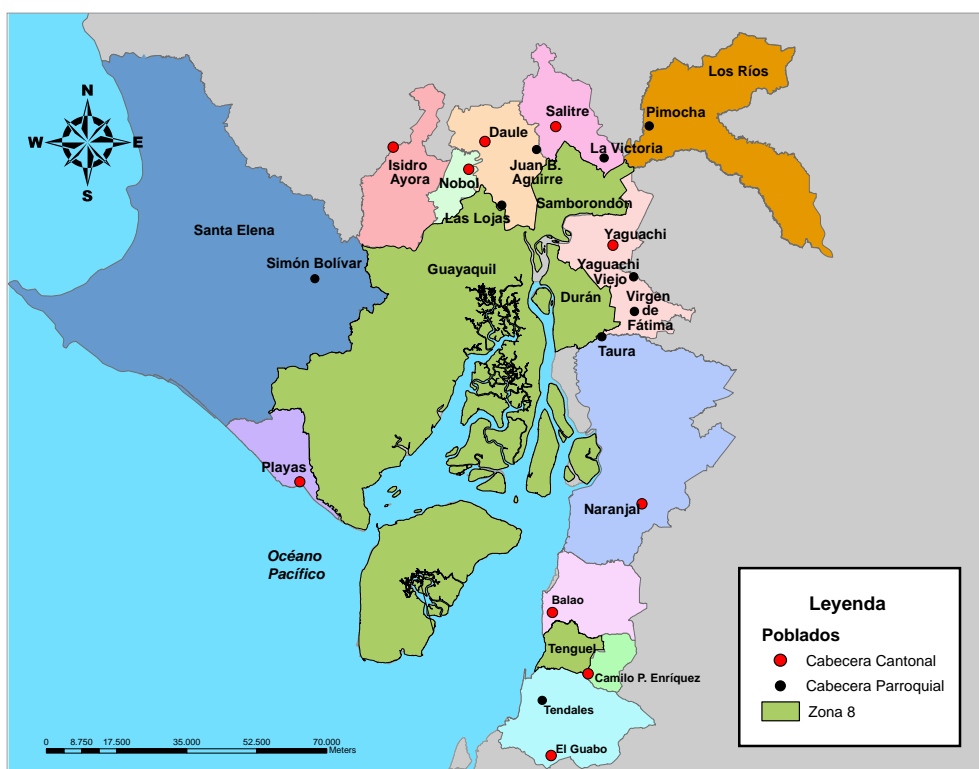 Los Ríos
N
Salitre
Pimocha
W
E
Daule
La Victoria
Isidro
Ayora
Juan B.
Aguirre
S
Nobol
Samborondón
Las Lojas
Santa Elena
Yaguachi
Simón Bolívar
Guayaquil
Yaguachi
Viejo
Durán
Virgen
de
Fátima
Taura
Playas
Naranjal
Océano
Pacífico
Balao
Tenguel
Camilo P. Enríquez
Tendales
El Guabo
Leyenda
Poblados
Cabecera Cantonal
Cabecera Parroquial
Zona 8
0 8.750 17.500 35.000 52.500 70.000
Meters